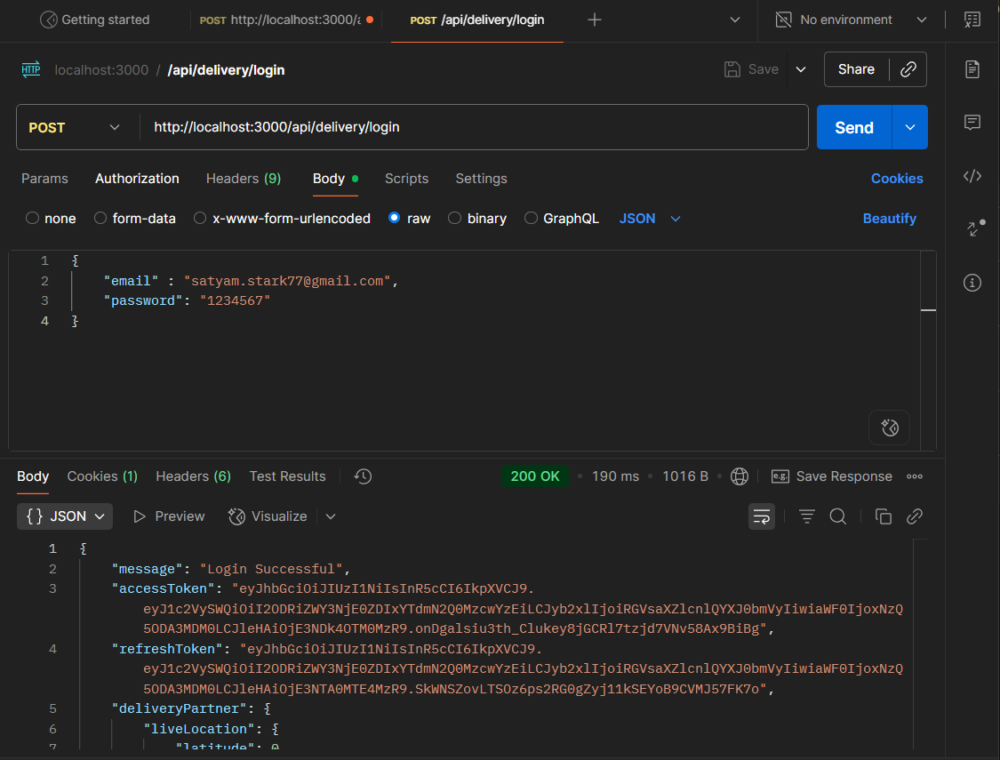 Getting started
POST http://localhost:3000/a
POST /api/delivery/login
No environment
HTTP localhost:3000 / /api/delivery/login
Save
Share
POST
http://localhost:3000/api/delivery/login
Send
Params Authorization Headers (9) Body Scripts Settings Cookies
none form-data x-www-form-urlencoded raw binary GraphQL JSON Beautify
1 {
2 "email" : "satyam.stark77@gmail.com",
3 "password": "1234567"
4 }
Body Cookies (1) Headers (6) Test Results 200 OK • 190 ms • 1016 B • e.g. Save Response
{} JSON Preview Visualize
1 {
2 "message": "Login Successful",
3 "accessToken": "eyJhbGciOiJIUzI1NiIsInR5cCI6IkpXVCJ9.
eyJ1c2VySWQiOiI2ODRiZWY3NjE0ZDIxYTdmN2Q0MzcwYzEiLCJyb2xlIjoiRGVsaXZlcnlQYXJ0bmVyIiwiaWF0IjoxNzQ
5ODA3MDM0LCJleHAiOjE3NDk4OTM0MzR9.onDgalsiu3th_Clukey8jGCRl7tzjd7VNv58Ax9BiBg",
4 "refreshToken": "eyJhbGciOiJIUzI1NiIsInR5cCI6IkpXVCJ9.
eyJ1c2VySWQiOiI2ODRiZWY3NjE0ZDIxYTdmN2Q0MzcwYzEiLCJyb2xlIjoiRGVsaXZlcnlQYXJ0bmVyIiwiaWF0IjoxNzQ
5ODA3MDM0LCJleHAiOjE3NTA0MTE4MzR9.SkWNSZovLTSOz6ps2RG0gZyj11kSEYoB9CVMJ57FK7o",
5 "deliveryPartner": {
6 "liveLocation": {
7 "latitude": 0